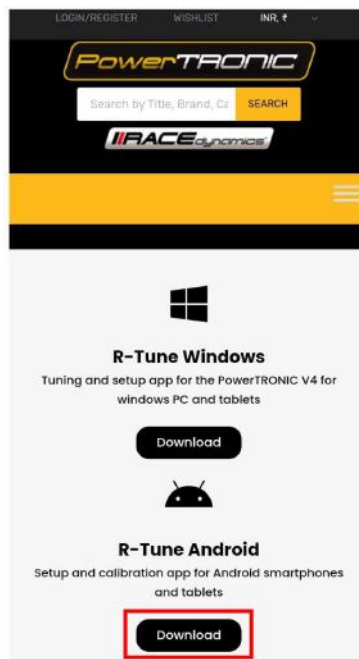 LOGIN/REGISTER WISHLIST INR, ₹
PowerTRONIC
Search by Title, Brand, Ca SEARCH
RACE dynamics
R-Tune Windows
Tuning and setup app for the PowerTRONIC V4 for
windows PC and tablets
Download
R-Tune Android
Setup and calibration app for Android smartphones
and tablets
Download